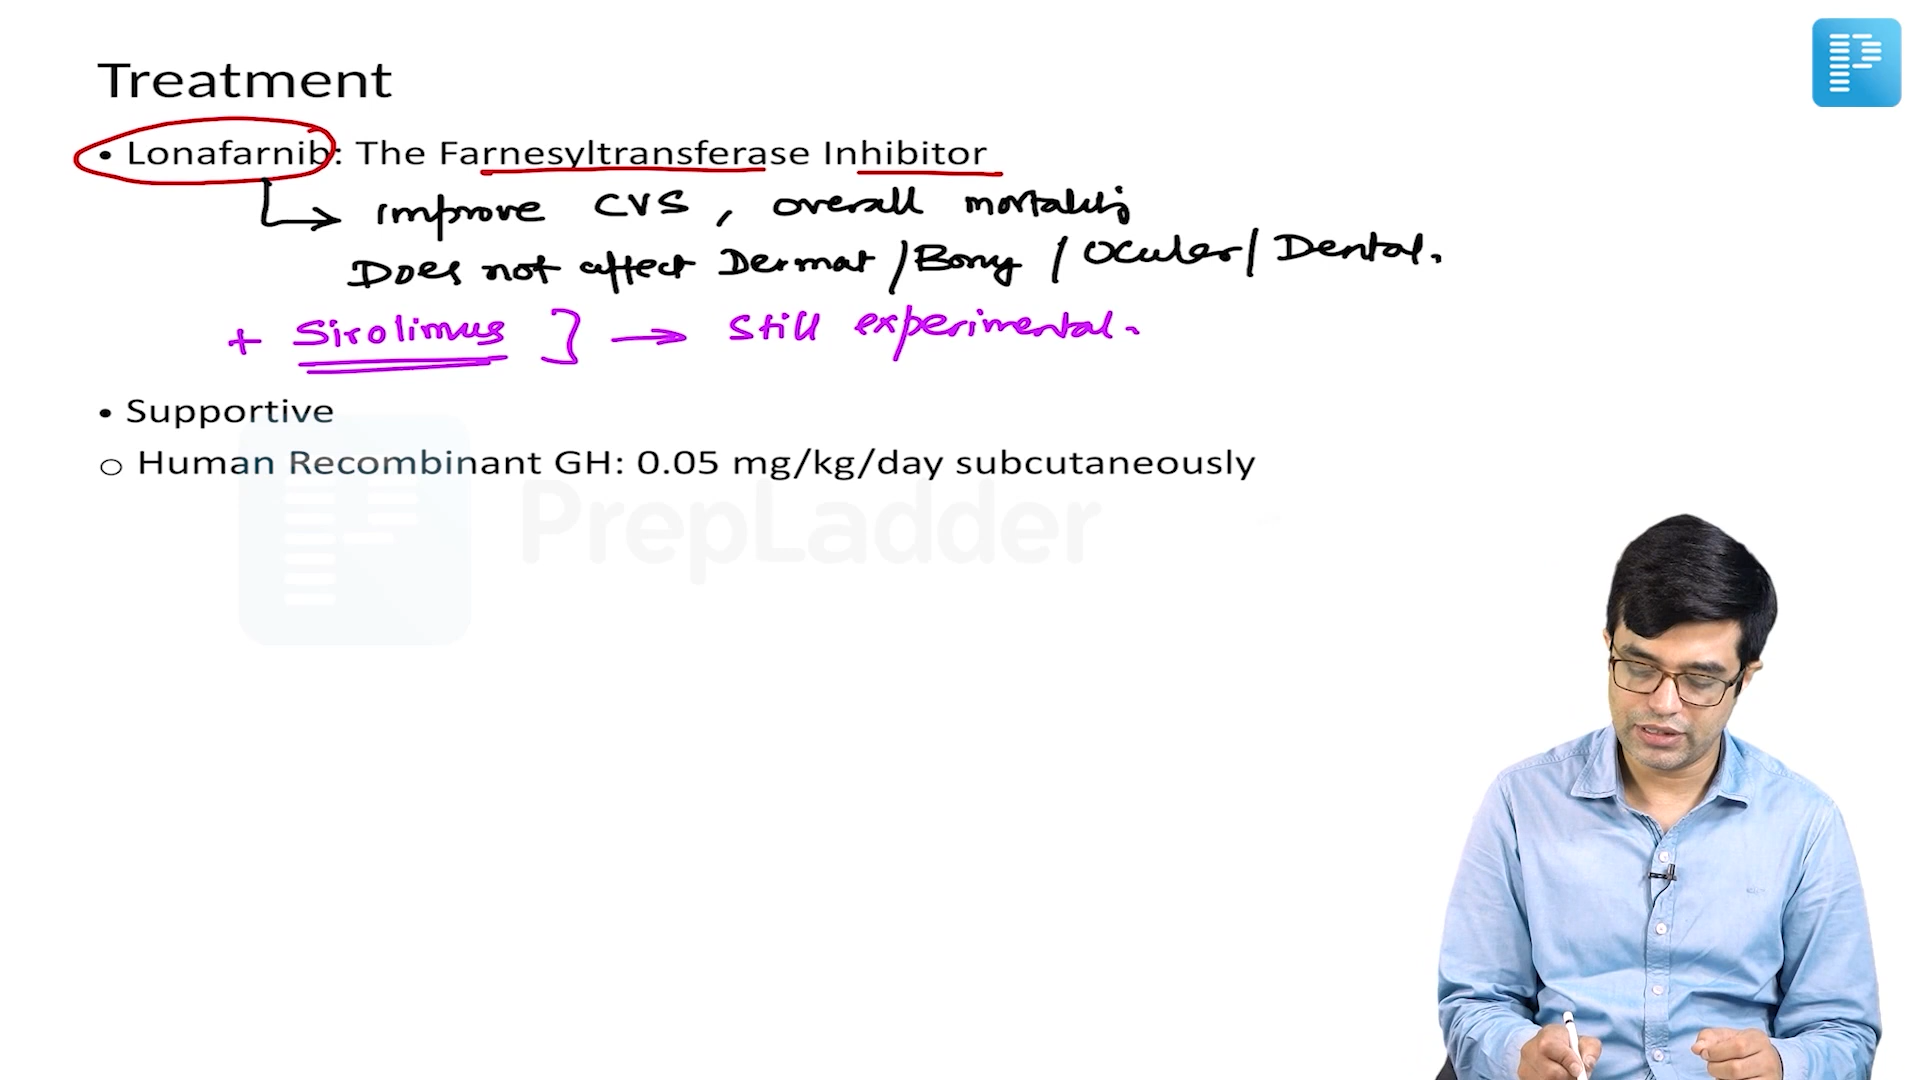 Treatment
• Lonafarnib: The Farnesyltransferase Inhibitor
↳ improve CVS, overall mortality
Does not affect Dermat / Bony / Ocular / Dental.
+ Sirolimus ] → Still experimental.
• Supportive
○ Human Recombinant GH: 0.05 mg/kg/day subcutaneously
PrepLadder